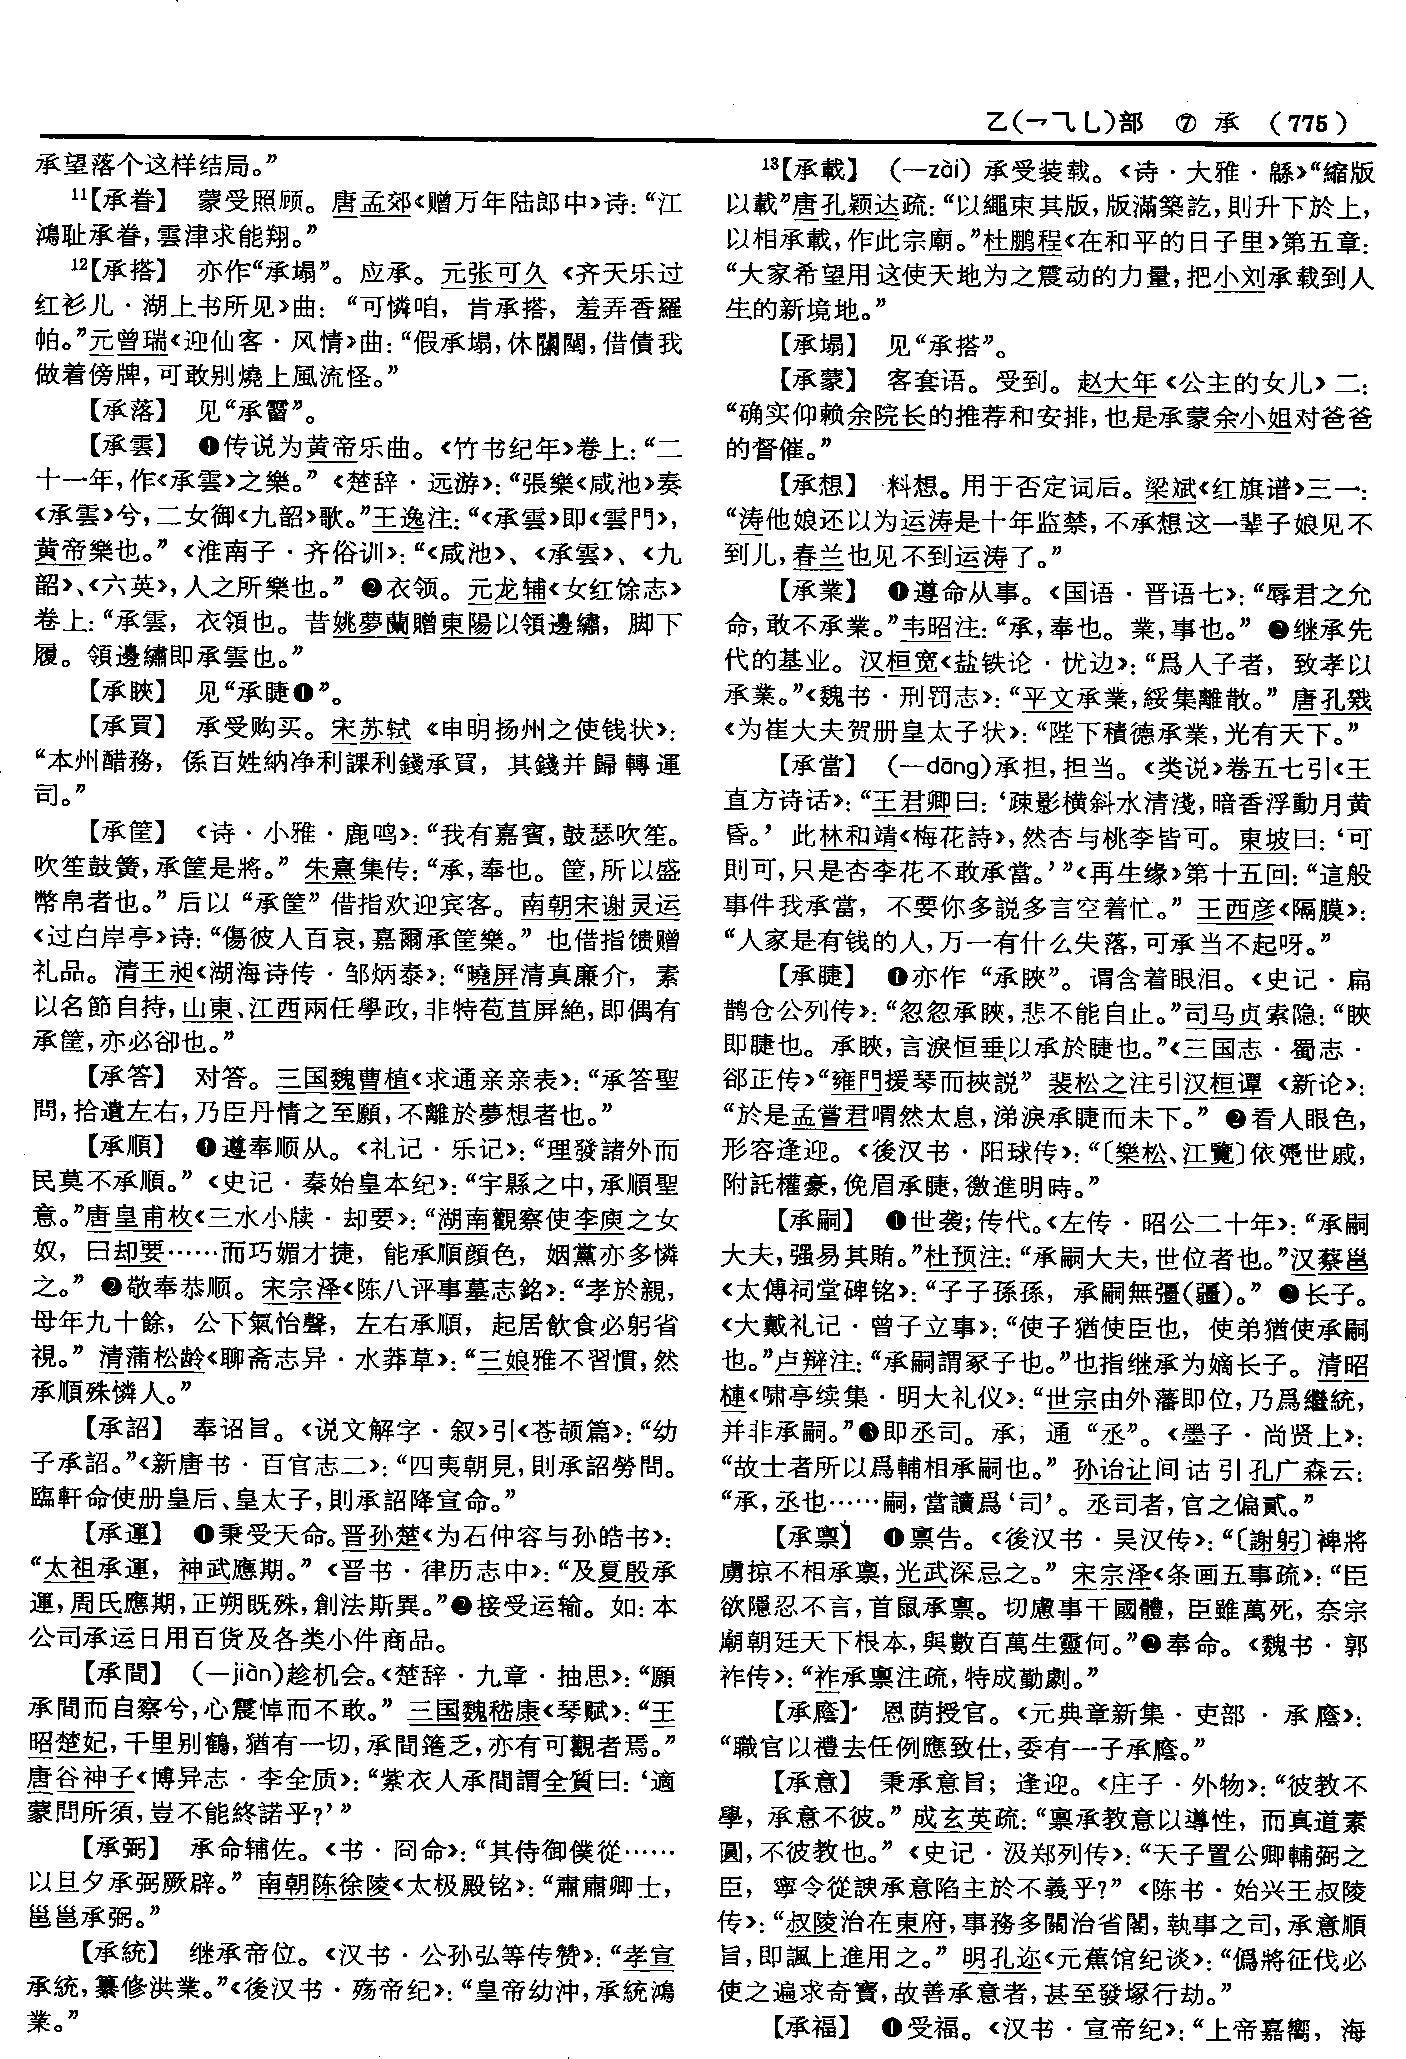 乙(乛⺄乚)部　⑦　承　(775)
承望落个这样结局。”
¹¹【承眷】　蒙受照顾。唐孟郊《赠万年陆郎中》诗:“江
鴻耻承眷,雲津求能翔。”
¹²【承搭】　亦作“承塌”。应承。元张可久《齐天乐过
红衫儿·湖上书所见》曲:“可憐咱,肯承搭,羞弄香羅
帕。”元曾瑞《迎仙客·风情》曲:“假承塌,休闌闔,借債我
做着傍牌,可敢别燒上風流怪。”
【承落】　见“承霤”。
【承雲】　❶传说为黄帝乐曲。《竹书纪年》卷上:“二
十一年,作《承雲》之樂。”《楚辞·远游》:“張樂《咸池》奏
《承雲》兮,二女御《九韶》歌。”王逸注:“《承雲》即《雲門》,
黄帝樂也。”《淮南子·齐俗训》:“《咸池》、《承雲》、《九
韶》、《六英》,人之所樂也。”❷衣领。元龙辅《女红馀志》
卷上:“承雲,衣領也。昔姚夢蘭贈東陽以領邊繡,脚下
履。領邊繡即承雲也。”
【承䀹】　见“承睫❶”。
【承買】　承受购买。宋苏轼《申明扬州之使钱状》:
“本州醋務,係百姓納净利課利錢承買,其錢并歸轉運
司。”
【承筐】　《诗·小雅·鹿鸣》:“我有嘉賓,鼓瑟吹笙。
吹笙鼓簧,承筐是將。”朱熹集传:“承,奉也。筐,所以盛
幣帛者也。”后以“承筐”借指欢迎宾客。南朝宋谢灵运
《过白岸亭》诗:“傷彼人百哀,嘉爾承筐樂。”也借指馈赠
礼品。清王昶《湖海诗传·邹炳泰》:“曉屏清真廉介,素
以名節自持,山東、江西兩任學政,非特苞苴屏絶,即偶有
承筐,亦必卻也。”
【承答】　对答。三国魏曹植《求通亲亲表》:“承答聖
問,拾遺左右,乃臣丹情之至願,不離於夢想者也。”
【承順】　❶遵奉顺从。《礼记·乐记》:“理發諸外而
民莫不承順。”《史记·秦始皇本纪》:“宇縣之中,承順聖
意。”唐皇甫枚《三水小牍·却要》:“湖南觀察使李庾之女
奴,曰却要……而巧媚才捷,能承順顔色,姻黨亦多憐
之。”❷敬奉恭顺。宋宗泽《陈八评事墓志銘》:“孝於親,
母年九十餘,公下氣怡聲,左右承順,起居飲食必躬省
視。”清蒲松龄《聊斋志异·水莽草》:“三娘雅不習慣,然
承順殊憐人。”
【承詔】　奉诏旨。《说文解字·叙》引《苍颉篇》:“幼
子承詔。”《新唐书·百官志二》:“四夷朝見,則承詔勞問。
臨軒命使册皇后、皇太子,則承詔降宣命。”
【承運】　❶秉受天命。晋孙楚《为石仲容与孙皓书》:
“太祖承運,神武應期。”《晋书·律历志中》:“及夏殷承
運,周氏應期,正朔既殊,創法斯異。”❷接受运输。如:本
公司承运日用百货及各类小件商品。
【承間】　(—jiàn)趁机会。《楚辞·九章·抽思》:“願
承間而自察兮,心震悼而不敢。”三国魏嵇康《琴赋》:“王
昭楚妃,千里别鶴,猶有一切,承間簉乏,亦有可觀者焉。”
唐谷神子《博异志·李全质》:“紫衣人承間謂全質曰:‘適
蒙問所須,豈不能終諾乎?’”
【承弼】　承命辅佐。《书·冏命》:“其侍御僕從……
以旦夕承弼厥辟。”南朝陈徐陵《太极殿铭》:“肅肅卿士,
邕邕承弼。”
【承統】　继承帝位。《汉书·公孙弘等传赞》:“孝宣
承統,纂修洪業。”《後汉书·殇帝纪》:“皇帝幼沖,承統鴻
業。”
¹³【承載】　(—zài)承受装载。《诗·大雅·緜》“縮版
以載”唐孔颖达疏:“以繩束其版,版滿築訖,則升下於上,
以相承載,作此宗廟。”杜鹏程《在和平的日子里》第五章:
“大家希望用这使天地为之震动的力量,把小刘承载到人
生的新境地。”
【承塌】　见“承搭”。
【承蒙】　客套语。受到。赵大年《公主的女儿》二:
“确实仰赖余院长的推荐和安排,也是承蒙余小姐对爸爸
的督催。”
【承想】　料想。用于否定词后。梁斌《红旗谱》三一:
“涛他娘还以为运涛是十年监禁,不承想这一辈子娘见不
到儿,春兰也见不到运涛了。”
【承業】　❶遵命从事。《国语·晋语七》:“辱君之允
命,敢不承業。”韦昭注:“承,奉也。業,事也。”❷继承先
代的基业。汉桓宽《盐铁论·忧边》:“爲人子者,致孝以
承業。”《魏书·刑罚志》:“平文承業,綏集離散。”唐孔戣
《为崔大夫贺册皇太子状》:“陛下積德承業,光有天下。”
【承當】　(—dāng)承担,担当。《类说》卷五七引《王
直方诗话》:“王君卿曰:‘疎影横斜水清淺,暗香浮動月黄
昏。’此林和靖《梅花詩》,然杏与桃李皆可。東坡曰:‘可
則可,只是杏李花不敢承當。’”《再生缘》第十五回:“這般
事件我承當,不要你多説多言空着忙。”王西彦《隔膜》:
“人家是有钱的人,万一有什么失落,可承当不起呀。”
【承睫】　❶亦作“承䀹”。谓含着眼泪。《史记·扁
鹊仓公列传》:“忽忽承䀹,悲不能自止。”司马贞索隐:“䀹
即睫也。承䀹,言淚恒垂以承於睫也。”《三国志·蜀志·
郤正传》“雍門援琴而挾説”裴松之注引汉桓谭《新论》:
“於是孟嘗君喟然太息,涕淚承睫而未下。”❷看人眼色,
形容逢迎。《後汉书·阳球传》:“〔樂松、江覽〕依凴世戚,
附託權豪,俛眉承睫,徼進明時。”
【承嗣】　❶世袭;传代。《左传·昭公二十年》:“承嗣
大夫,强易其賄。”杜预注:“承嗣大夫,世位者也。”汉蔡邕
《太傅祠堂碑铭》:“子子孫孫,承嗣無彊(疆)。”❷长子。
《大戴礼记·曾子立事》:“使子猶使臣也,使弟猶使承嗣
也。”卢辩注:“承嗣謂冢子也。”也指继承为嫡长子。清昭
槤《啸亭续集·明大礼仪》:“世宗由外藩即位,乃爲繼統,
并非承嗣。”❸即丞司。承,通“丞”。《墨子·尚贤上》:
“故士者所以爲輔相承嗣也。”孙诒让间诂引孔广森云:
“承,丞也……嗣,當讀爲‘司’。丞司者,官之偏貳。”
【承禀】　❶禀告。《後汉书·吴汉传》:“〔謝躬〕裨將
虜掠不相承禀,光武深忌之。”宋宗泽《条画五事疏》:“臣
欲隱忍不言,首鼠承禀。切慮事干國體,臣雖萬死,奈宗
廟朝廷天下根本,與數百萬生靈何。”❷奉命。《魏书·郭
祚传》:“祚承禀注疏,特成勤劇。”
【承廕】　恩荫授官。《元典章新集·吏部·承廕》:
“職官以禮去任例應致仕,委有一子承廕。”
【承意】　秉承意旨;逢迎。《庄子·外物》:“彼教不
學,承意不彼。”成玄英疏:“禀承教意以導性,而真道素
圓,不彼教也。”《史记·汲郑列传》:“天子置公卿輔弼之
臣,寧令從諛承意陷主於不義乎?”《陈书·始兴王叔陵
传》:“叔陵治在東府,事務多關治省閣,執事之司,承意順
旨,即諷上進用之。”明孔迩《元蕉馆纪谈》:“僞將征伐必
使之遍求奇寶,故善承意者,甚至發塚行劫。”
【承福】　❶受福。《汉书·宣帝纪》:“上帝嘉嚮,海